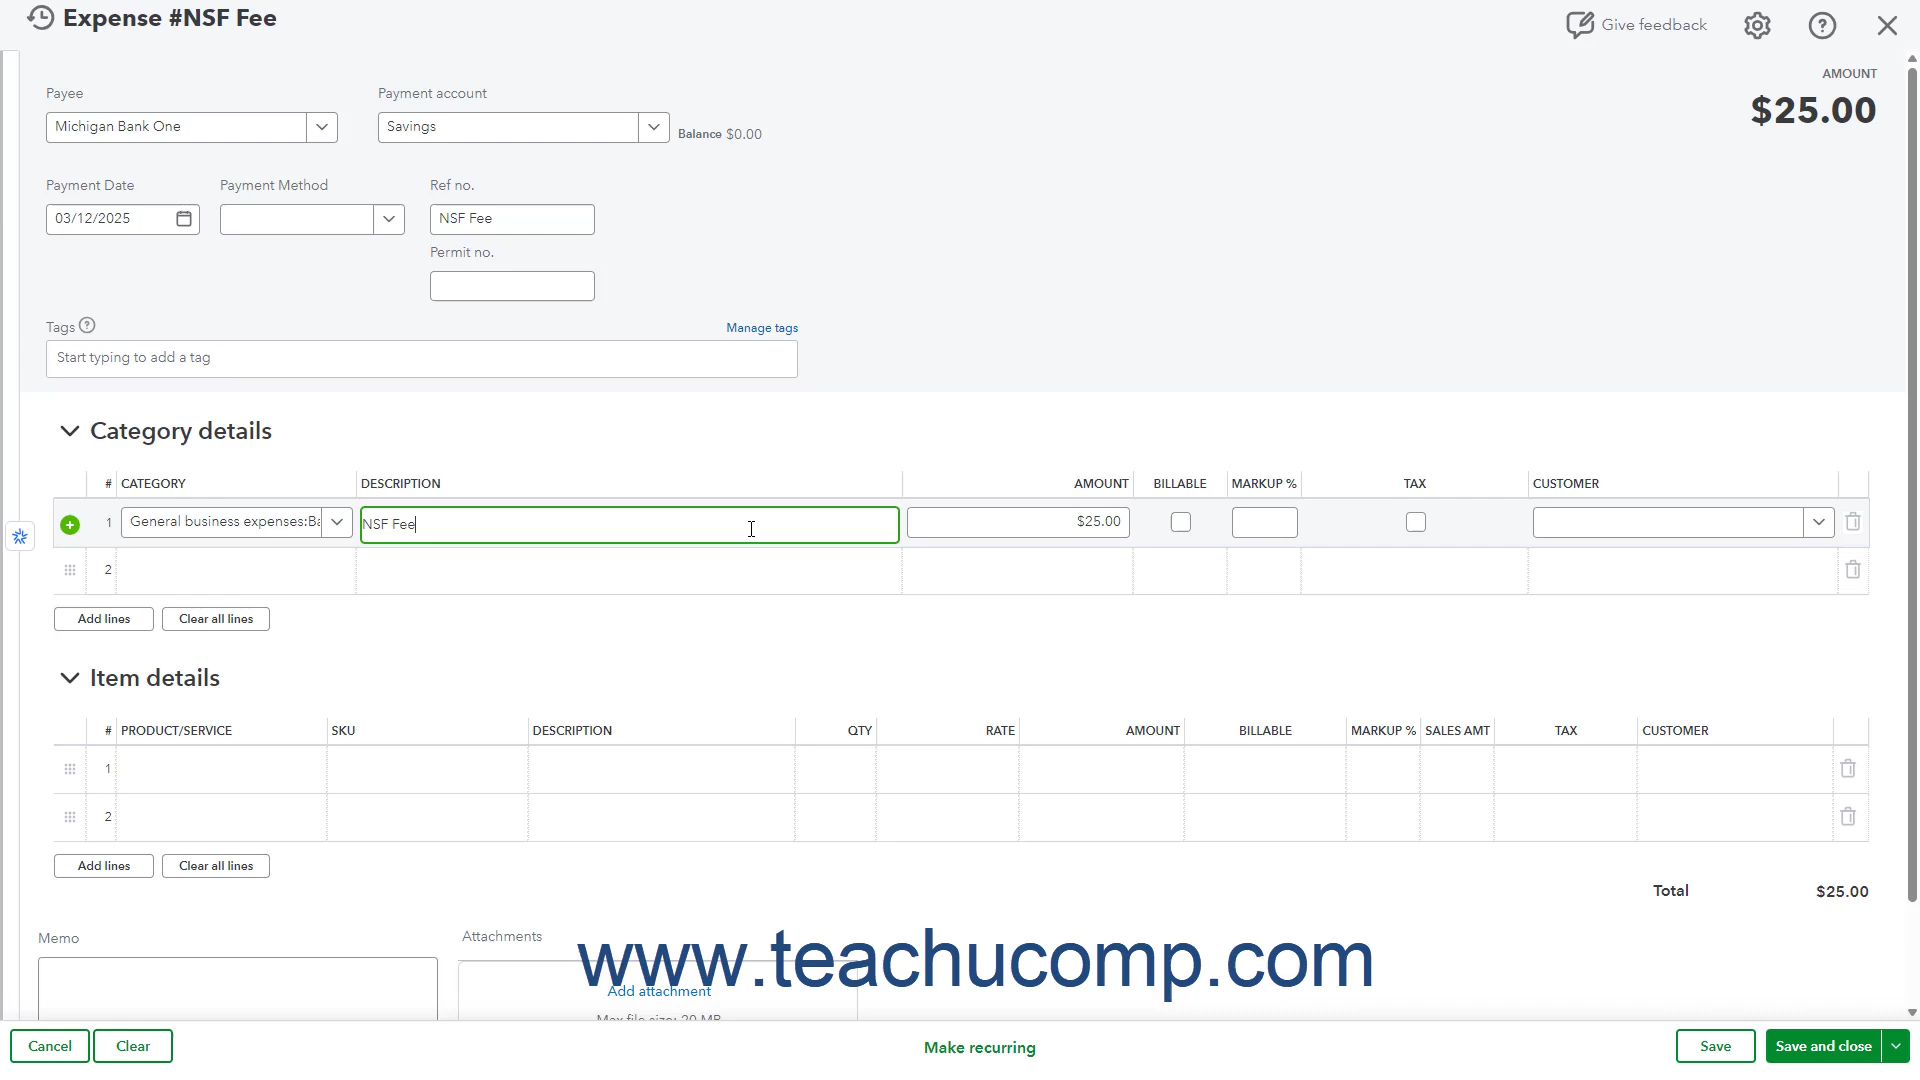 Expense #NSF Fee
Give feedback
AMOUNT
$25.00
Payee
Payment account
Michigan Bank One
Savings
Balance $0.00
Payment Date
Payment Method
Ref no.
03/12/2025
NSF Fee
Permit no.
Tags
Manage tags
Start typing to add a tag
Category details
# CATEGORY DESCRIPTION AMOUNT BILLABLE MARKUP % TAX CUSTOMER
1 General business expenses:Ba NSF Fee $25.00
2
Add lines Clear all lines
Item details
# PRODUCT/SERVICE SKU DESCRIPTION QTY RATE AMOUNT BILLABLE MARKUP % SALES AMT TAX CUSTOMER
1
2
Add lines Clear all lines
Total $25.00
Memo
Attachments
www.teachucomp.com
Add attachment
Max file size: 20 MB
Cancel Clear Make recurring Save Save and close